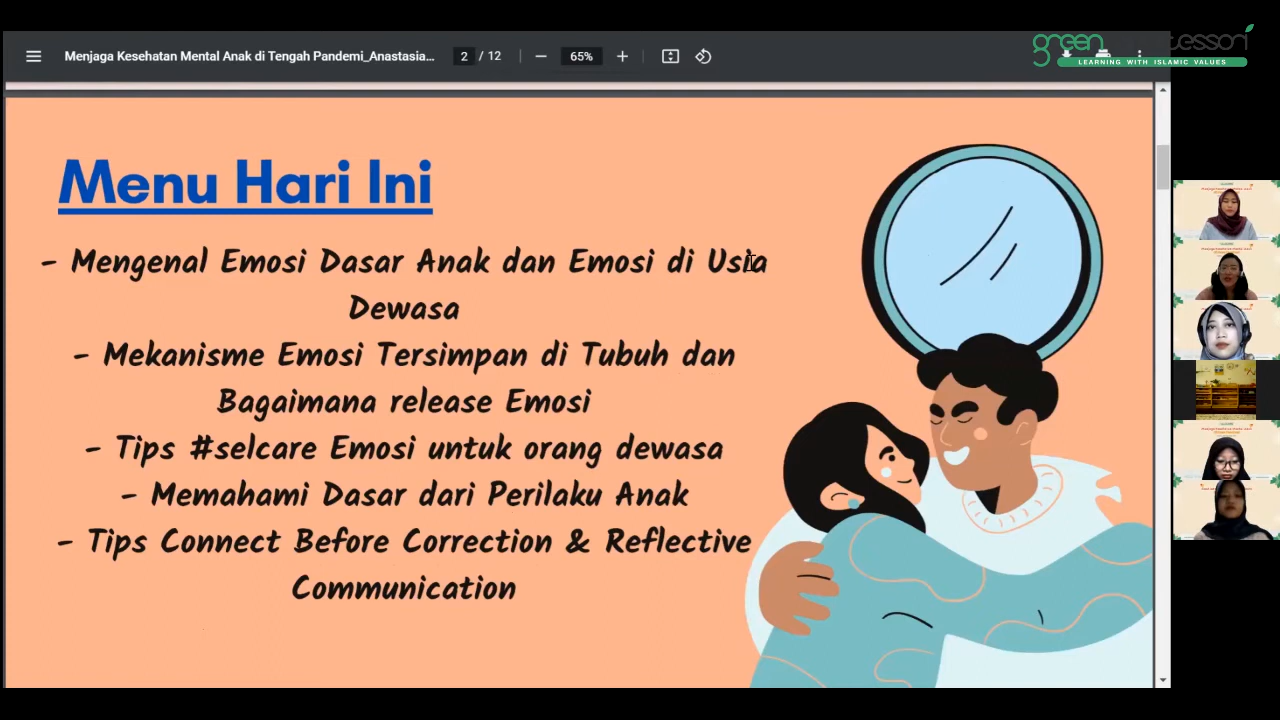 Menjaga Kesehatan Mental Anak di Tengah Pandemi_Anastasia...
2 / 12
65%
green
LEARNING WITH ISLAMIC VALUES
Menu Hari Ini
- Mengenal Emosi Dasar Anak dan Emosi di Usia
Dewasa
- Mekanisme Emosi Tersimpan di Tubuh dan
Bagaimana release Emosi
- Tips #selcare Emosi untuk orang dewasa
- Memahami Dasar dari Perilaku Anak
- Tips Connect Before Correction & Reflective
Communication